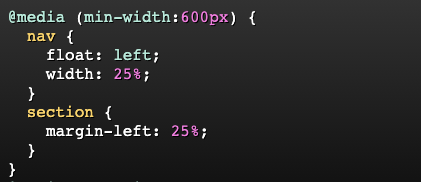 @media (min-width:600px) {
  nav {
    float: left;
    width: 25%;
  }
  section {
    margin-left: 25%;
  }
}